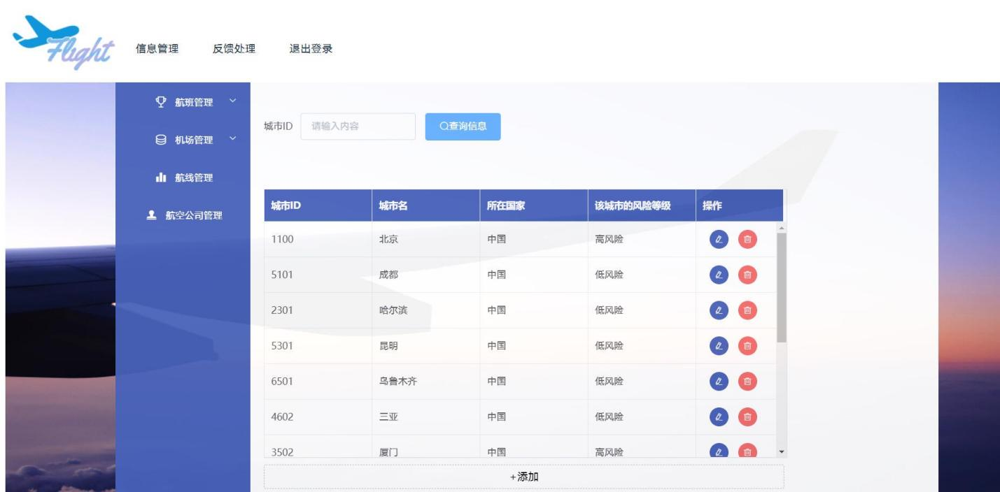 Flight
信息管理 反馈处理 退出登录
航班管理
机场管理
航线管理
航空公司管理
城市ID 请输入内容 查询信息
城市ID 城市名 所在国家 该城市的风险等级 操作
1100 北京 中国 高风险
5101 成都 中国 低风险
2301 哈尔滨 中国 低风险
5301 昆明 中国 低风险
6501 乌鲁木齐 中国 低风险
4602 三亚 中国 低风险
3502 厦门 中国 高风险
+添加